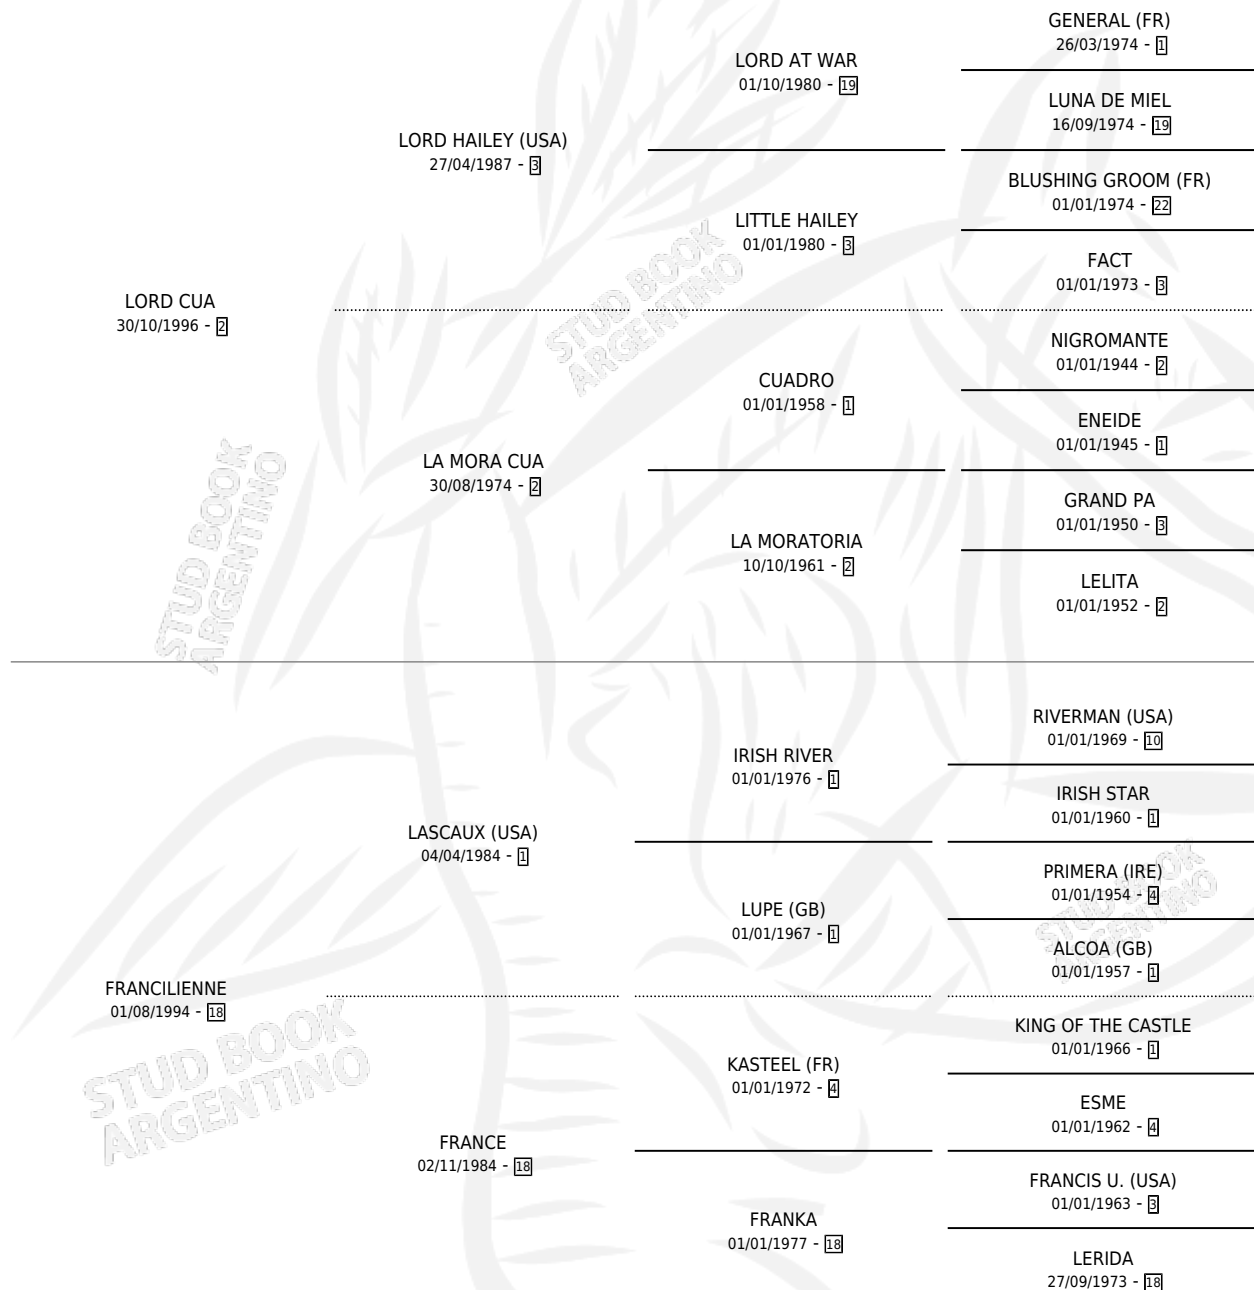 GENERAL (FR)
26/03/1974 - 1
LORD AT WAR
01/10/1980 - 19
LUNA DE MIEL
16/09/1974 - 19
LORD HAILEY (USA)
27/04/1987 - 3
BLUSHING GROOM (FR)
01/01/1974 - 22
LITTLE HAILEY
01/01/1980 - 3
FACT
01/01/1973 - 3
LORD CUA
30/10/1996 - 2
STUD BOOK
ARGENTINO
NIGROMANTE
01/01/1944 - 2
CUADRO
01/01/1958 - 1
ENEIDE
01/01/1945 - 1
LA MORA CUA
30/08/1974 - 2
GRAND PA
01/01/1950 - 3
LA MORATORIA
10/10/1961 - 2
LELITA
01/01/1952 - 2
STUD BOOK
ARGENTINO
RIVERMAN (USA)
01/01/1969 - 10
IRISH RIVER
01/01/1976 - 1
IRISH STAR
01/01/1960 - 1
LASCAUX (USA)
04/04/1984 - 1
PRIMERA (IRE)
01/01/1954 - 4
LUPE (GB)
01/01/1967 - 1
STUD BOOK
ARGENTINO
ALCOA (GB)
01/01/1957 - 1
FRANCILIENNE
01/08/1994 - 18
STUD BOOK
ARGENTINO
KING OF THE CASTLE
01/01/1966 - 1
KASTEEL (FR)
01/01/1972 - 4
ESME
01/01/1962 - 4
FRANCE
02/11/1984 - 18
FRANCIS U. (USA)
01/01/1963 - 3
FRANKA
01/01/1977 - 18
LERIDA
27/09/1973 - 18